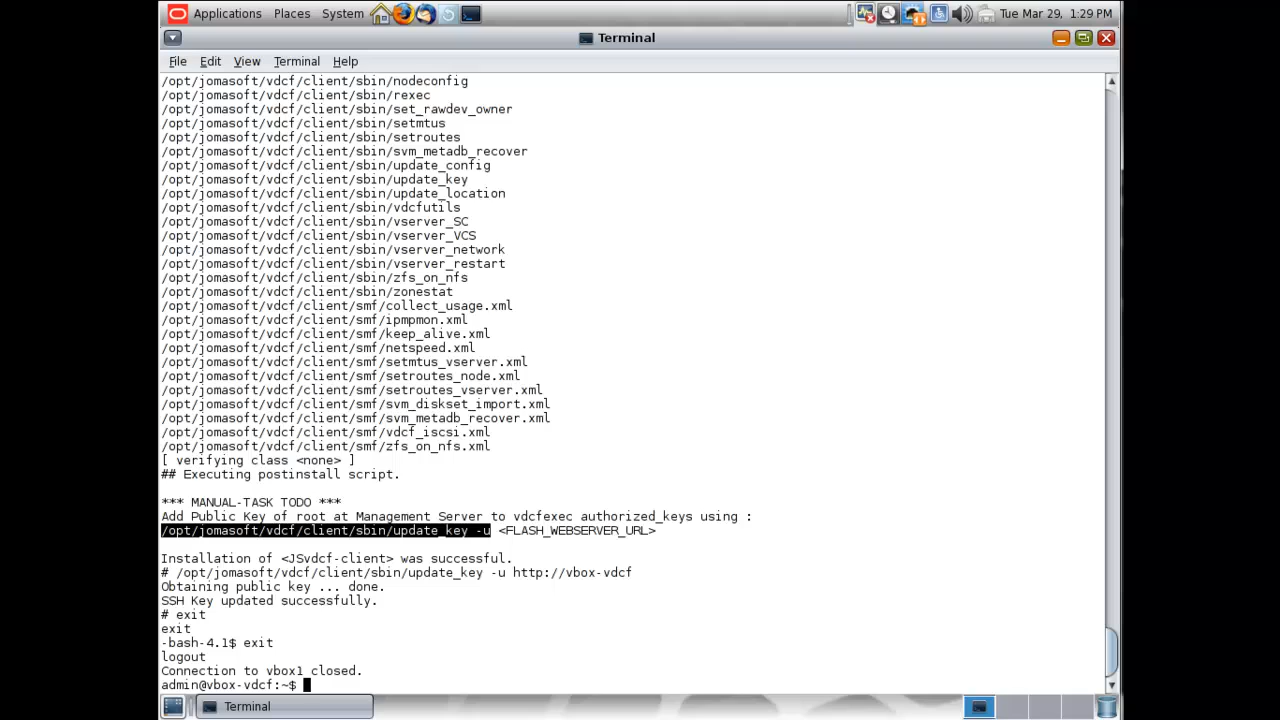 Applications Places System
Tue Mar 29, 1:29 PM
Terminal
File Edit View Terminal Help
/opt/jomasoft/vdcf/client/sbin/nodeconfig
/opt/jomasoft/vdcf/client/sbin/rexec
/opt/jomasoft/vdcf/client/sbin/set_rawdev_owner
/opt/jomasoft/vdcf/client/sbin/setmtus
/opt/jomasoft/vdcf/client/sbin/setroutes
/opt/jomasoft/vdcf/client/sbin/svm_metadb_recover
/opt/jomasoft/vdcf/client/sbin/update_config
/opt/jomasoft/vdcf/client/sbin/update_key
/opt/jomasoft/vdcf/client/sbin/update_location
/opt/jomasoft/vdcf/client/sbin/vdcfutils
/opt/jomasoft/vdcf/client/sbin/vserver_SC
/opt/jomasoft/vdcf/client/sbin/vserver_VCS
/opt/jomasoft/vdcf/client/sbin/vserver_network
/opt/jomasoft/vdcf/client/sbin/vserver_restart
/opt/jomasoft/vdcf/client/sbin/zfs_on_nfs
/opt/jomasoft/vdcf/client/sbin/zonestat
/opt/jomasoft/vdcf/client/smf/collect_usage.xml
/opt/jomasoft/vdcf/client/smf/ipmpmon.xml
/opt/jomasoft/vdcf/client/smf/keep_alive.xml
/opt/jomasoft/vdcf/client/smf/netspeed.xml
/opt/jomasoft/vdcf/client/smf/setmtus_vserver.xml
/opt/jomasoft/vdcf/client/smf/setroutes_node.xml
/opt/jomasoft/vdcf/client/smf/setroutes_vserver.xml
/opt/jomasoft/vdcf/client/smf/svm_diskset_import.xml
/opt/jomasoft/vdcf/client/smf/svm_metadb_recover.xml
/opt/jomasoft/vdcf/client/smf/vdcf_iscsi.xml
/opt/jomasoft/vdcf/client/smf/zfs_on_nfs.xml
[ verifying class <none> ]
## Executing postinstall script.
*** MANUAL-TASK TODO ***
Add Public Key of root at Management Server to vdcfexec authorized_keys using :
/opt/jomasoft/vdcf/client/sbin/update_key -u <FLASH_WEBSERVER_URL>
Installation of <JSvdcf-client> was successful.
# /opt/jomasoft/vdcf/client/sbin/update_key -u http://vbox-vdcf
Obtaining public key ... done.
SSH Key updated successfully.
# exit
exit
-bash-4.1$ exit
logout
Connection to vbox1 closed.
admin@vbox-vdcf:~$
Terminal